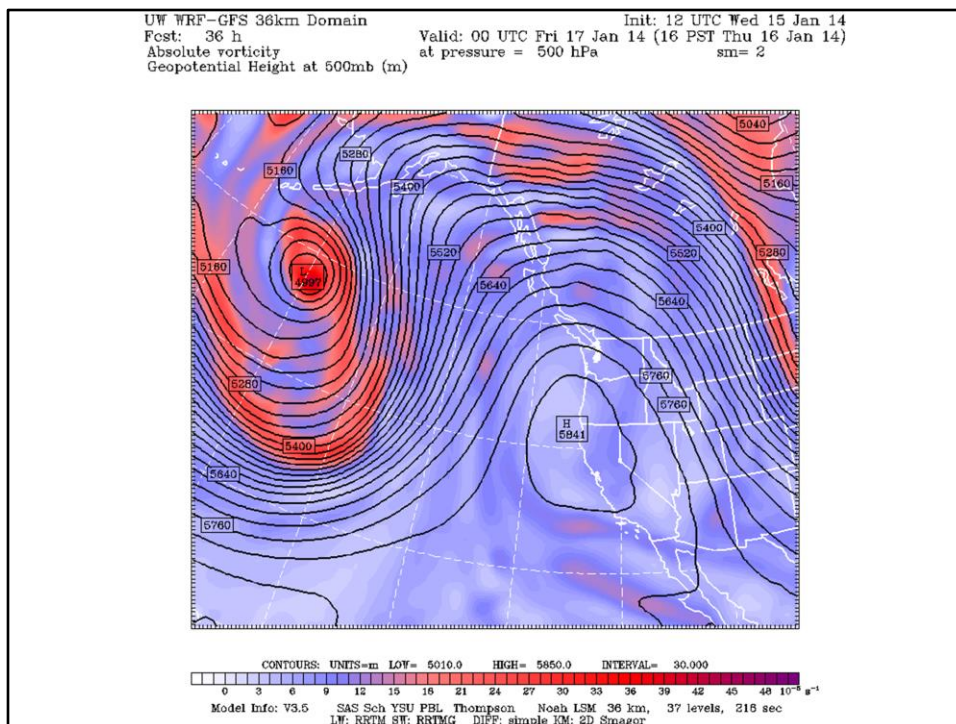 UW WRF-GFS 36km Domain Init: 12 UTC Wed 15 Jan 14
Fcst: 36 h Valid: 00 UTC Fri 17 Jan 14 (16 PST Thu 16 Jan 14)
Absolute vorticity at pressure = 500 hPa sm= 2
Geopotential Height at 500mb (m)
5040
5280
5160
5400
5160
5400
5520
5520
5280
5160
L
4997
5640
5640
5760
5280
5760
H
5841
5400
5640
5760
CONTOURS: UNITS=m LOW= 5010.0 HIGH= 5850.0 INTERVAL= 30.000
0 3 6 9 12 15 18 21 24 27 30 33 36 39 42 45 48 10⁻⁵ s⁻¹
Model Info: V3.5 SAS Sch YSU PBL Thompson Noah LSM 36 km, 37 levels, 216 sec
LW: RRTM SW: RRTMG DIFF: simple KM: 2D Smagor